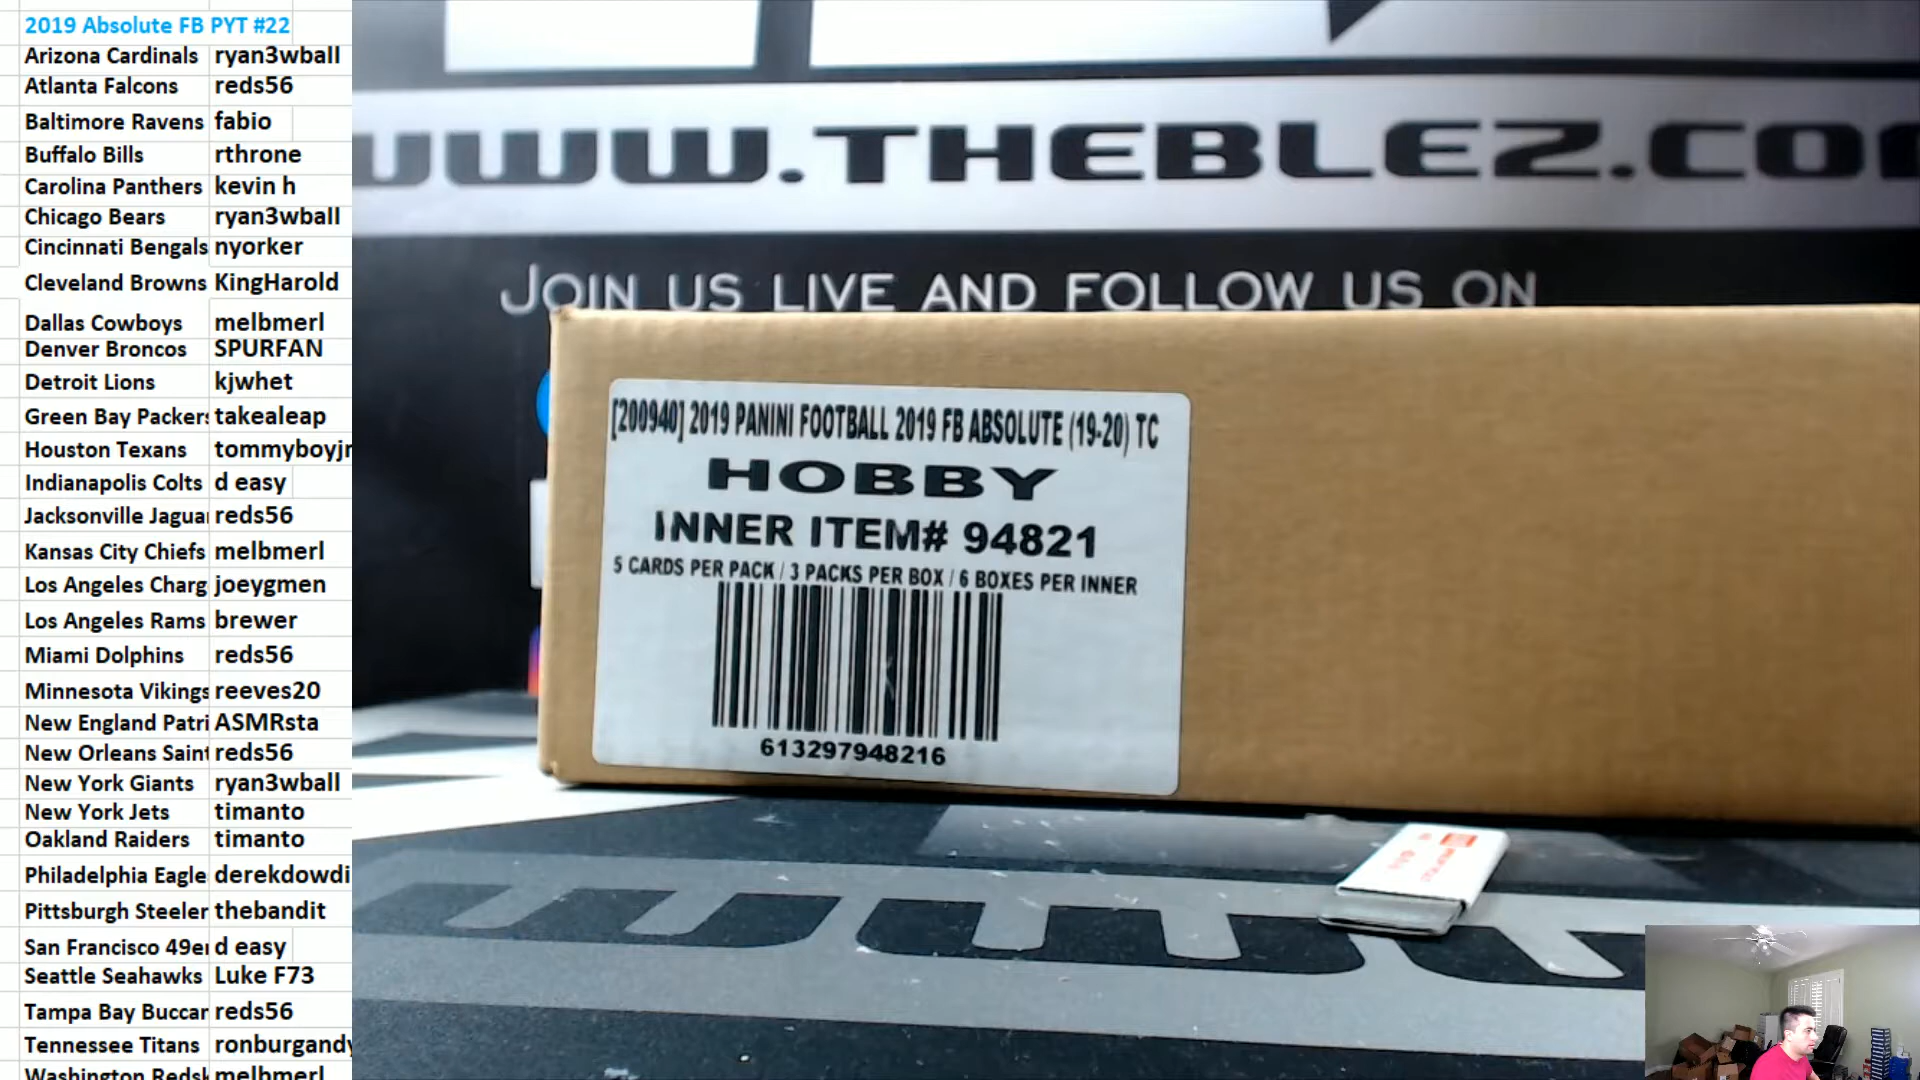 2019 Absolute FB PYT #22
Arizona Cardinals ryan3wball
Atlanta Falcons reds56
Baltimore Ravens fabio
Buffalo Bills rthrone
Carolina Panthers kevin h
Chicago Bears ryan3wball
Cincinnati Bengals nyorker
Cleveland Browns KingHarold
Dallas Cowboys melbmerl
Denver Broncos SPURFAN
Detroit Lions kjwhet
Green Bay Packers takealeap
Houston Texans tommyboyjr
Indianapolis Colts d easy
Jacksonville Jagua reds56
Kansas City Chiefs melbmerl
Los Angeles Charg joeygmen
Los Angeles Rams brewer
Miami Dolphins reds56
Minnesota Vikings reeves20
New England Patri ASMRsta
New Orleans Saint reds56
New York Giants ryan3wball
New York Jets timanto
Oakland Raiders timanto
Philadelphia Eagle derekdowdi
Pittsburgh Steeler thebandit
San Francisco 49er d easy
Seattle Seahawks Luke F73
Tampa Bay Buccar reds56
Tennessee Titans ronburgandy
Washington Redsk melbmerl
WWW.THEBLEZ.CO
JOIN US LIVE AND FOLLOW US ON
[200940] 2019 PANINI FOOTBALL 2019 FB ABSOLUTE (19-20) TC
HOBBY
INNER ITEM# 94821
5 CARDS PER PACK / 3 PACKS PER BOX / 6 BOXES PER INNER
613297948216